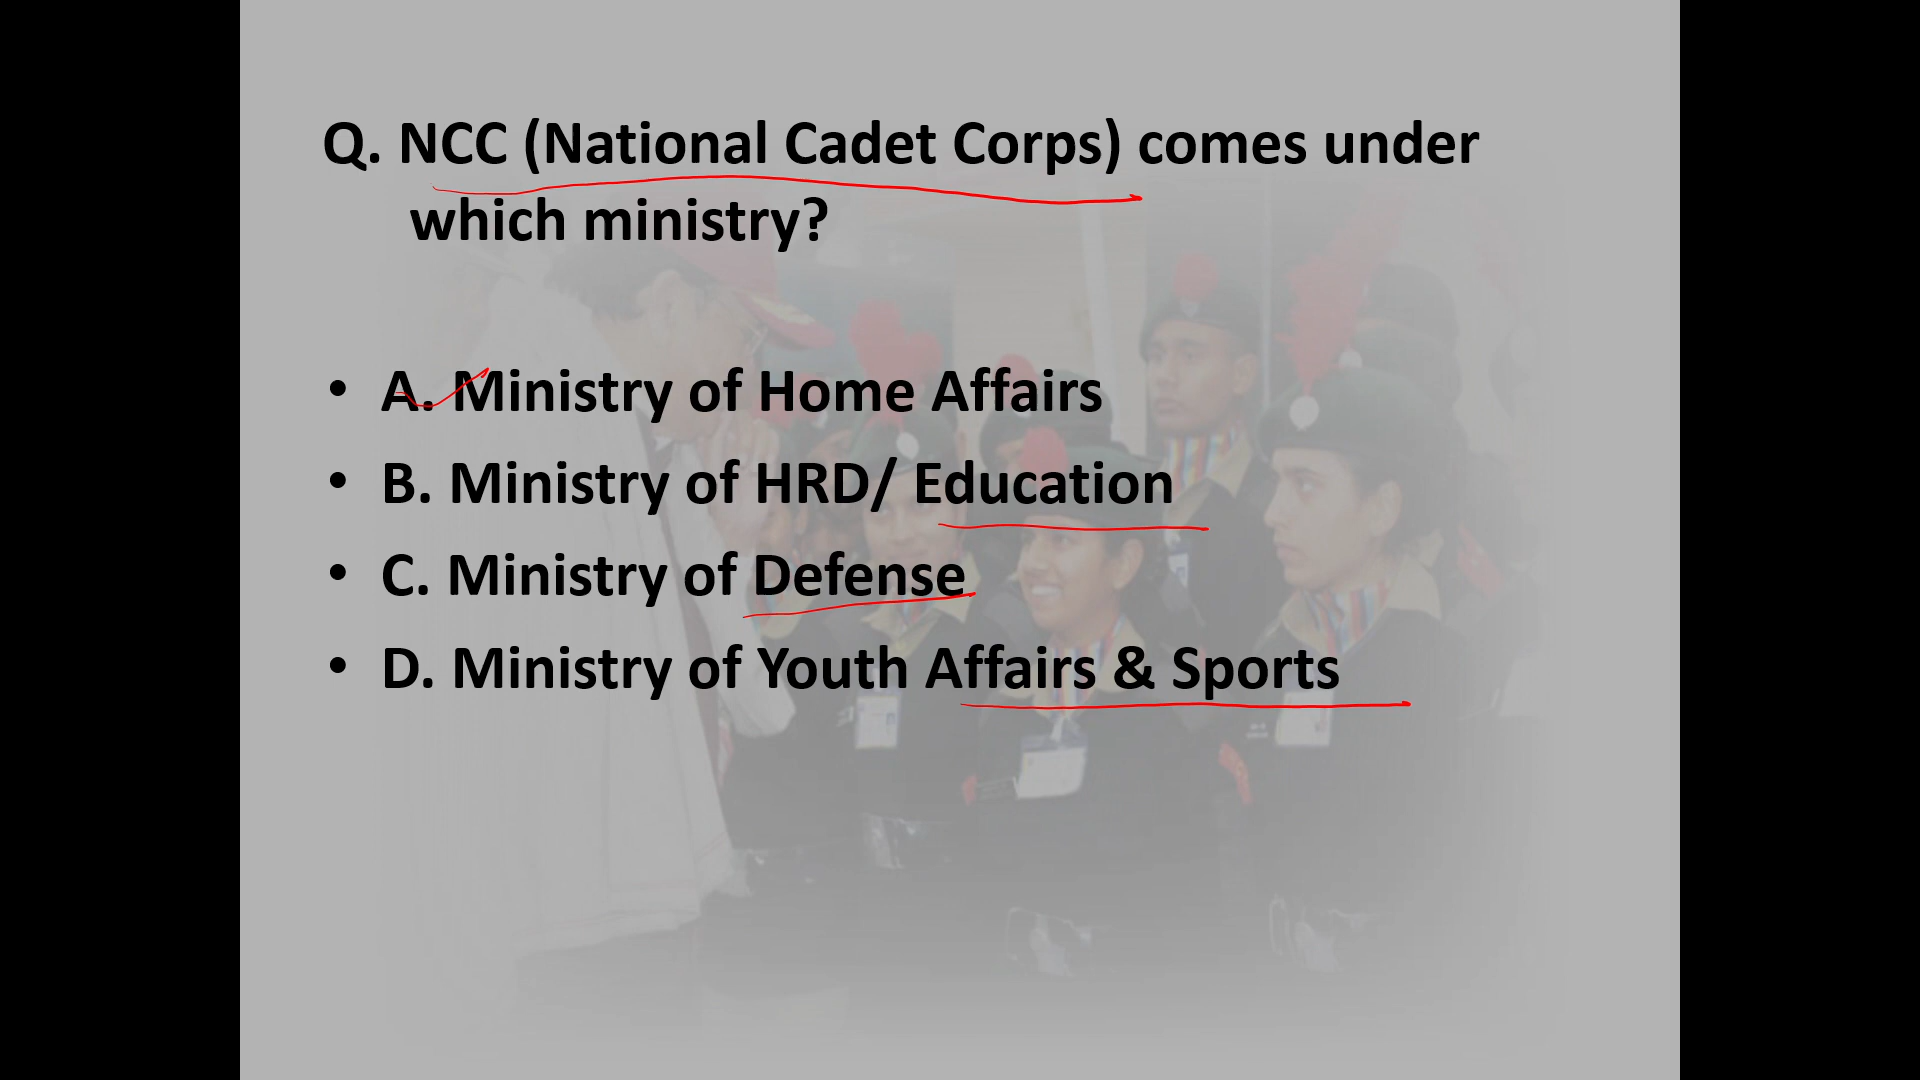 Q. NCC (National Cadet Corps) comes under
which ministry?
• A. Ministry of Home Affairs
• B. Ministry of HRD/ Education
• C. Ministry of Defense
• D. Ministry of Youth Affairs & Sports